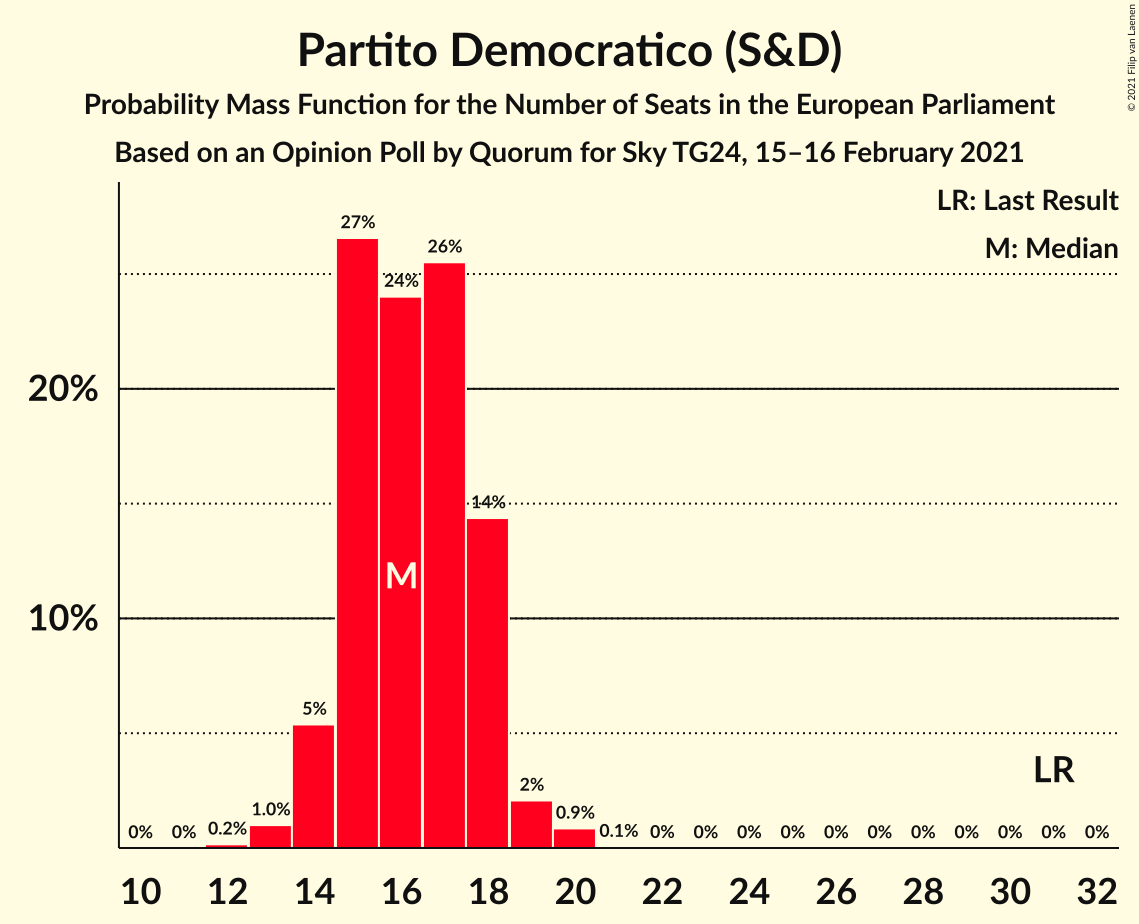 Partito Democratico (S&D)
Probability Mass Function for the Number of Seats in the European Parliament
Based on an Opinion Poll by Quorum for Sky TG24, 15–16 February 2021
© 2021 Filip van Laenen
LR: Last Result
M: Median
27%
26%
24%
20%
14%
M
10%
5%
LR
2%
0% 0% 0.2% 1.0% 0.9% 0.1% 0% 0% 0% 0% 0% 0% 0% 0% 0% 0% 0%
10 12 14 16 18 20 22 24 26 28 30 32